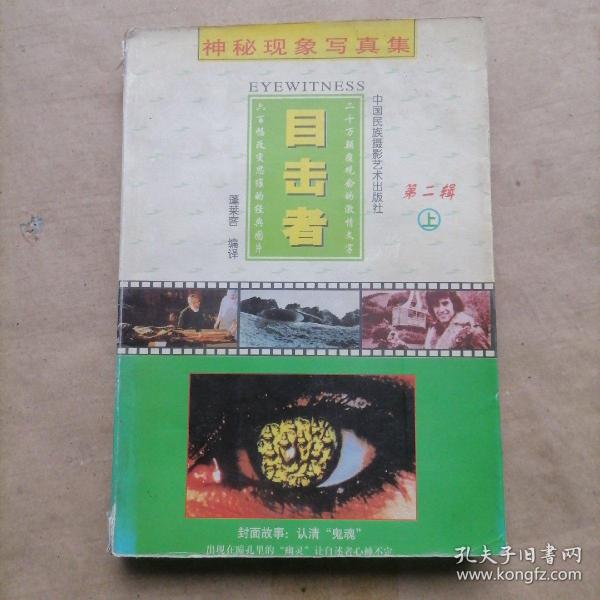 神秘现象写真集
EYEWITNESS
目击者
二十万颠覆观念的激情文字
六百幅改变思维的经典图片
中国民族摄影艺术出版社
蓬莱客 编译
第二辑
上
封面故事：认清“鬼魂”
出现在瞳孔里的“幽灵”让自述者心神不宁
孔夫子旧书网
www.kongfz.com